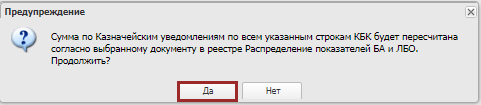 Предупреждение
Сумма по Казначейским уведомлениям по всем указанным строкам КБК будет пересчитана
согласно выбранному документу в реестре Распределение показателей БА и ЛБО.
Продолжить?
Да
Нет